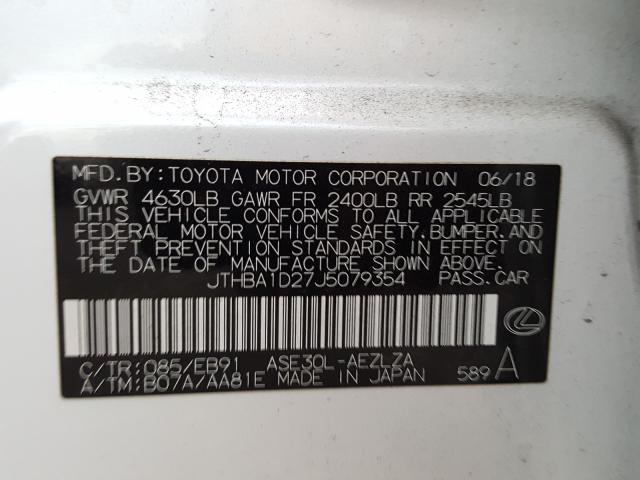 MFD. BY: TOYOTA MOTOR CORPORATION 06/18
GVWR 4630LB GAWR FR 2400LB RR 2545LB
THIS VEHICLE CONFORMS TO ALL APPLICABLE
FEDERAL MOTOR VEHICLE SAFETY, BUMPER, AND
THEFT PREVENTION STANDARDS IN EFFECT ON
THE DATE OF MANUFACTURE SHOWN ABOVE.
JTHBA1D27J5079354 PASS. CAR
C/TR: 085/EB91 ASE30L-AEZLZA
A/TM: B07A/AA81E MADE IN JAPAN 589 A